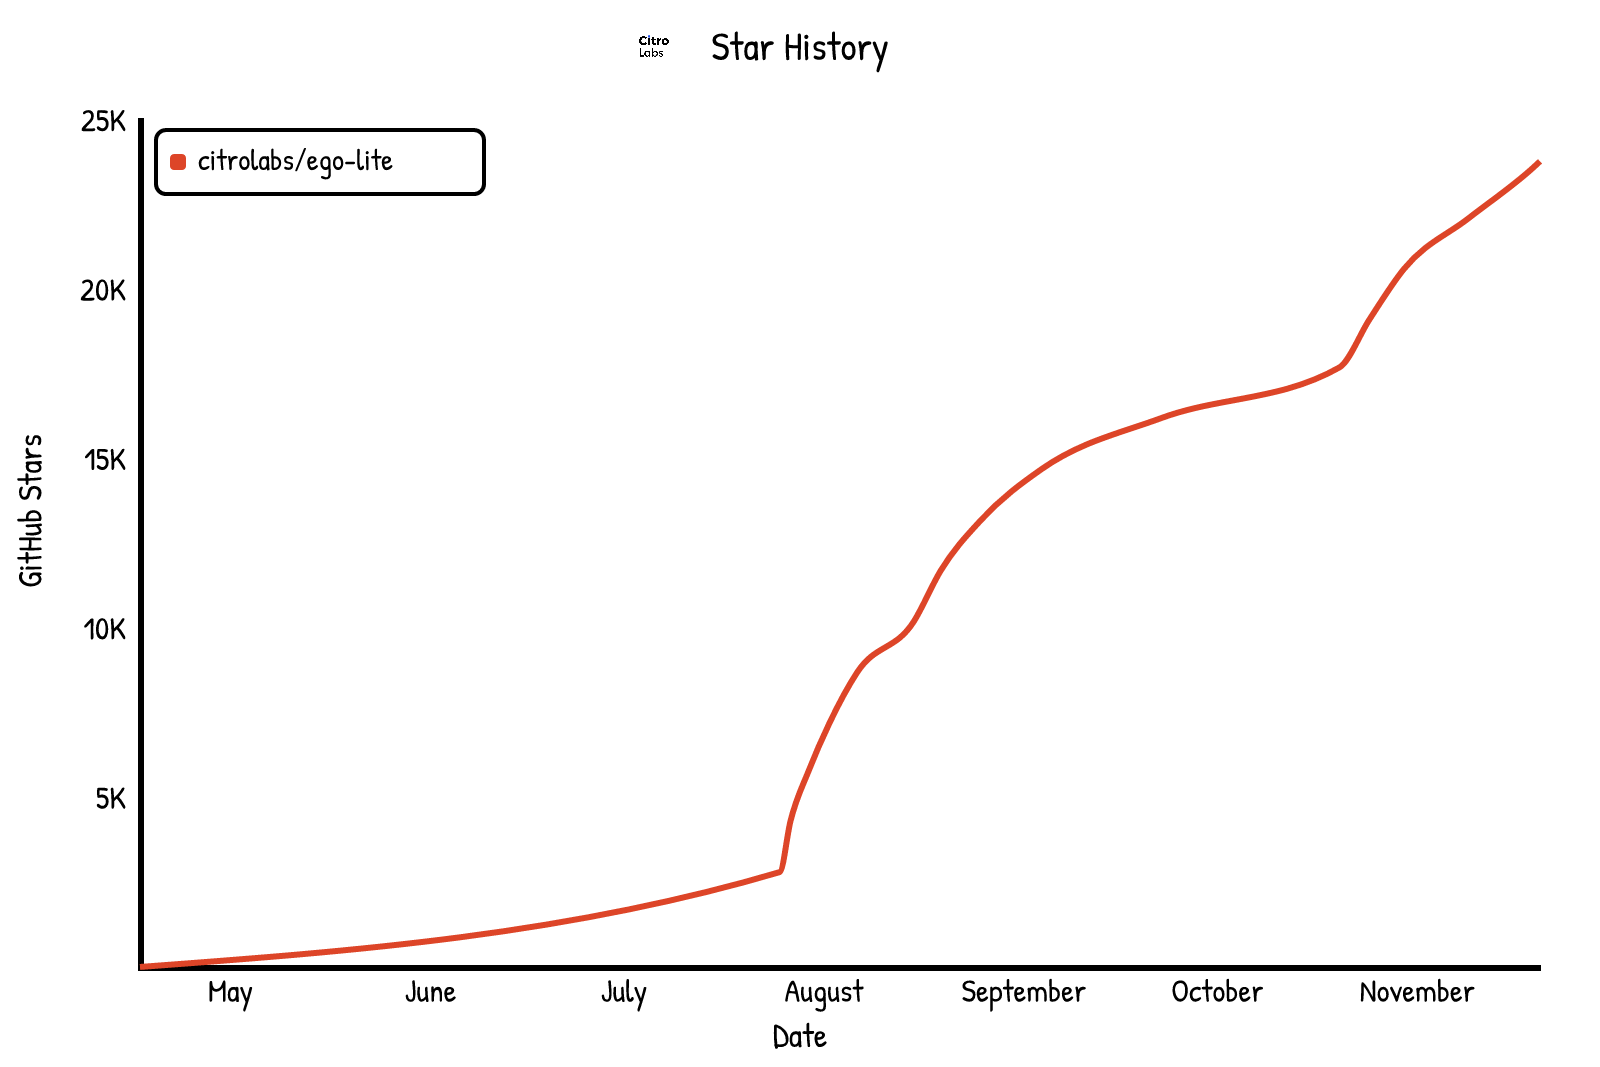 Citro
Labs
Star History
25K
citrolabs/ego-lite
20K
15K
10K
5K
GitHub Stars
May June July August September October November
Date